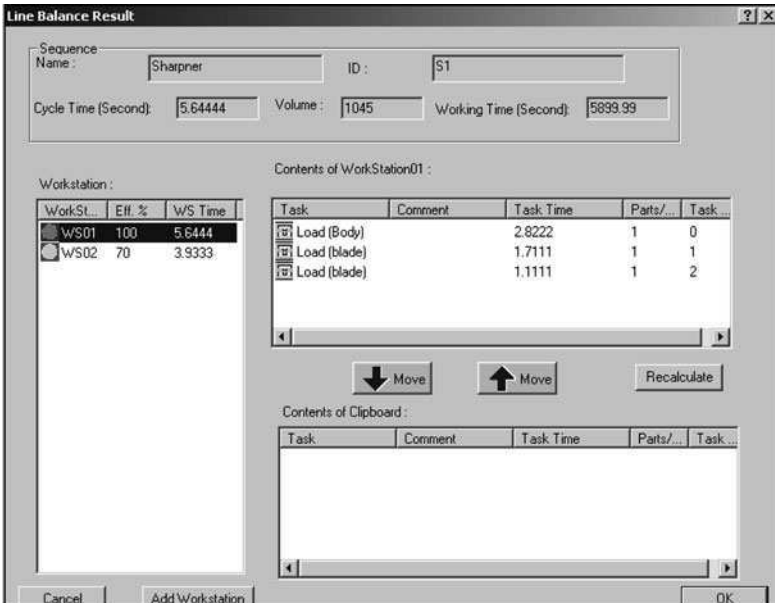 Line Balance Result
Sequence
Name : Sharpner ID : S1
Cycle Time (Second): 5.64444 Volume : 1045 Working Time (Second): 5899.99
Contents of WorkStation01 :
Workstation :
WorkSt... Eff. % WS Time
WS01 100 5.6444
WS02 70 3.9333
Task Comment Task Time Parts/... Task ...
Load (Body) 2.8222 1 0
Load (blade) 1.7111 1 1
Load (blade) 1.1111 1 2
Move Move Recalculate
Contents of Clipboard :
Task Comment Task Time Parts/... Task ...
Cancel Add Workstation OK